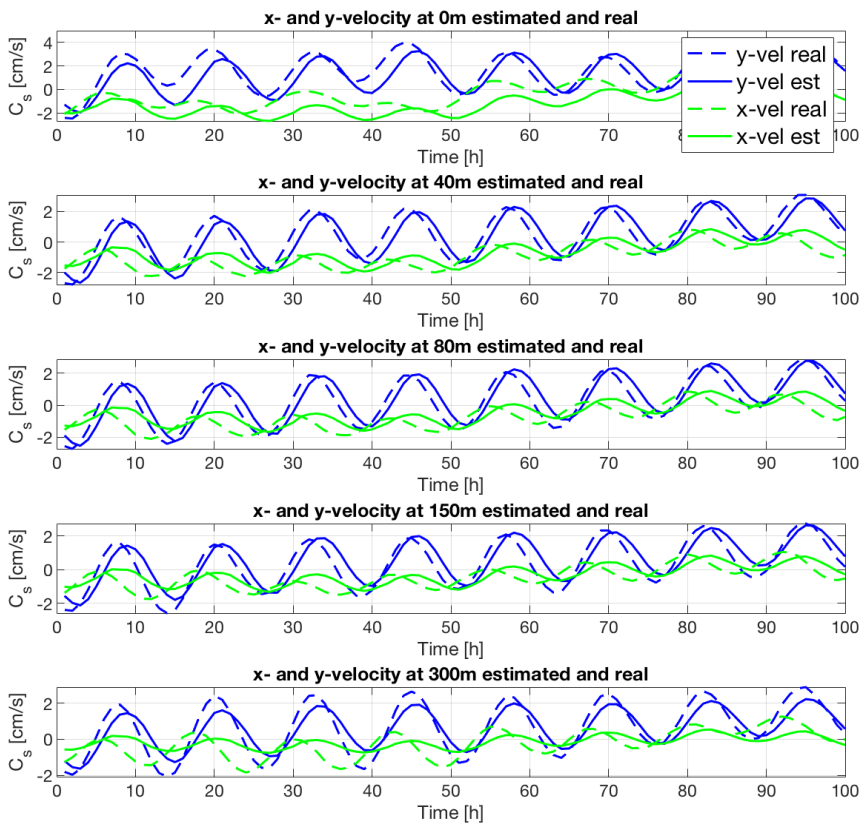 x- and y-velocity at 0m estimated and real
C_s [cm/s]
4
2
0
-2
0 10 20 30 40 50 60 70 8 90 100
Time [h]
y-vel real
y-vel est
x-vel real
x-vel est
x- and y-velocity at 40m estimated and real
C_s [cm/s]
2
0
-2
0 10 20 30 40 50 60 70 80 90 100
Time [h]
x- and y-velocity at 80m estimated and real
C_s [cm/s]
2
0
-2
0 10 20 30 40 50 60 70 80 90 100
Time [h]
x- and y-velocity at 150m estimated and real
C_s [cm/s]
2
0
-2
0 10 20 30 40 50 60 70 80 90 100
Time [h]
x- and y-velocity at 300m estimated and real
C_s [cm/s]
2
0
-2
0 10 20 30 40 50 60 70 80 90 100
Time [h]